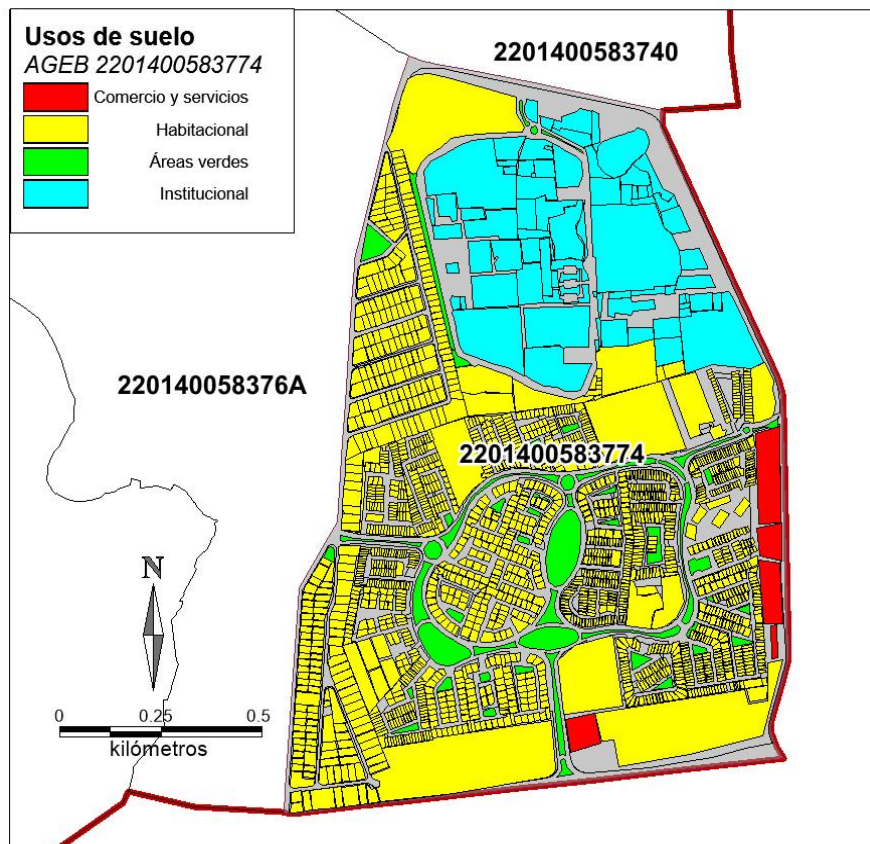 Usos de suelo
AGEB 2201400583774
Comercio y servicios
Habitacional
Áreas verdes
Institucional
2201400583740
220140058376A
2201400583774
N
0 0.25 0.5
kilómetros